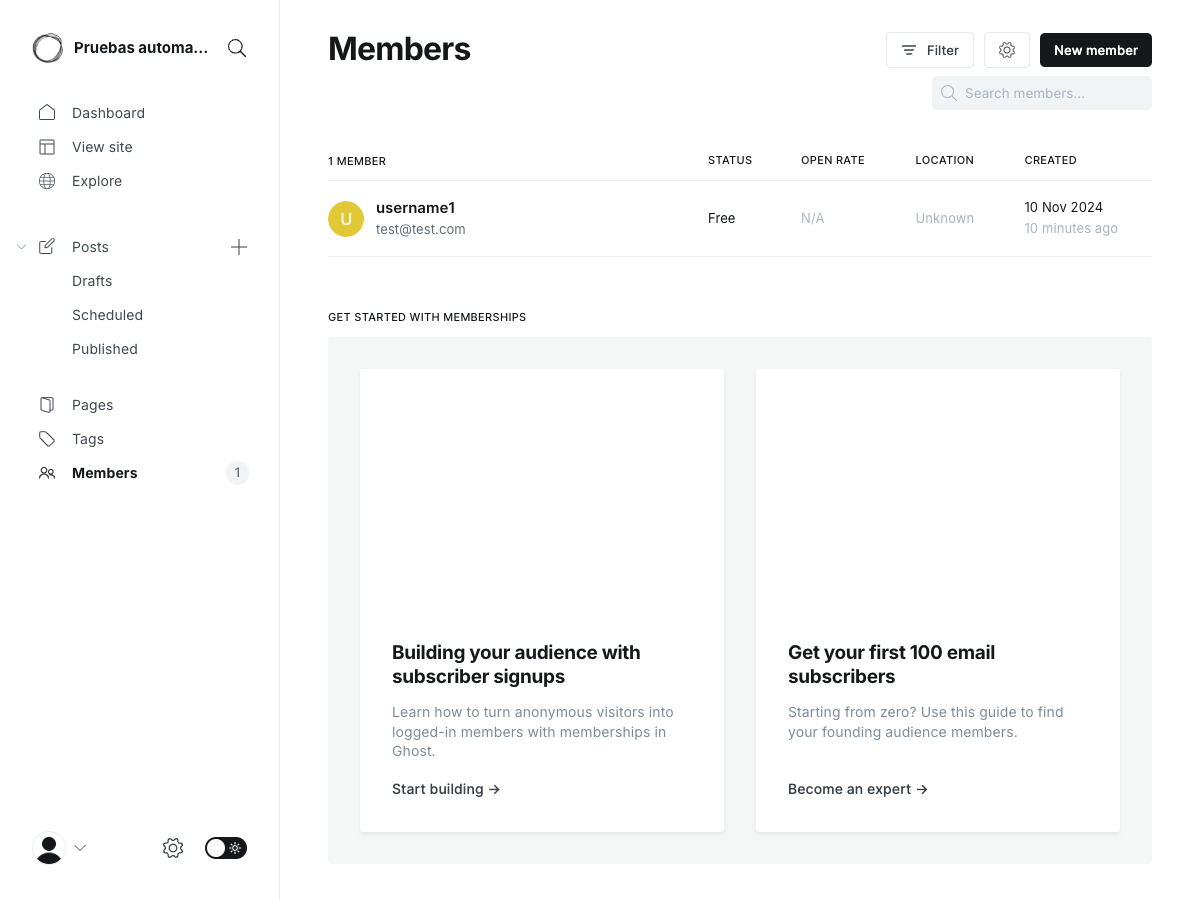 Pruebas automa...
Dashboard
View site
Explore
Posts
Drafts
Scheduled
Published
Pages
Tags
Members 1
Members
Filter
New member
Search members...
1 MEMBER STATUS OPEN RATE LOCATION CREATED
U
username1
test@test.com
Free
N/A
Unknown
10 Nov 2024
10 minutes ago
GET STARTED WITH MEMBERSHIPS
Building your audience with
subscriber signups
Learn how to turn anonymous visitors into
logged-in members with memberships in
Ghost.
Start building →
Get your first 100 email
subscribers
Starting from zero? Use this guide to find
your founding audience members.
Become an expert →